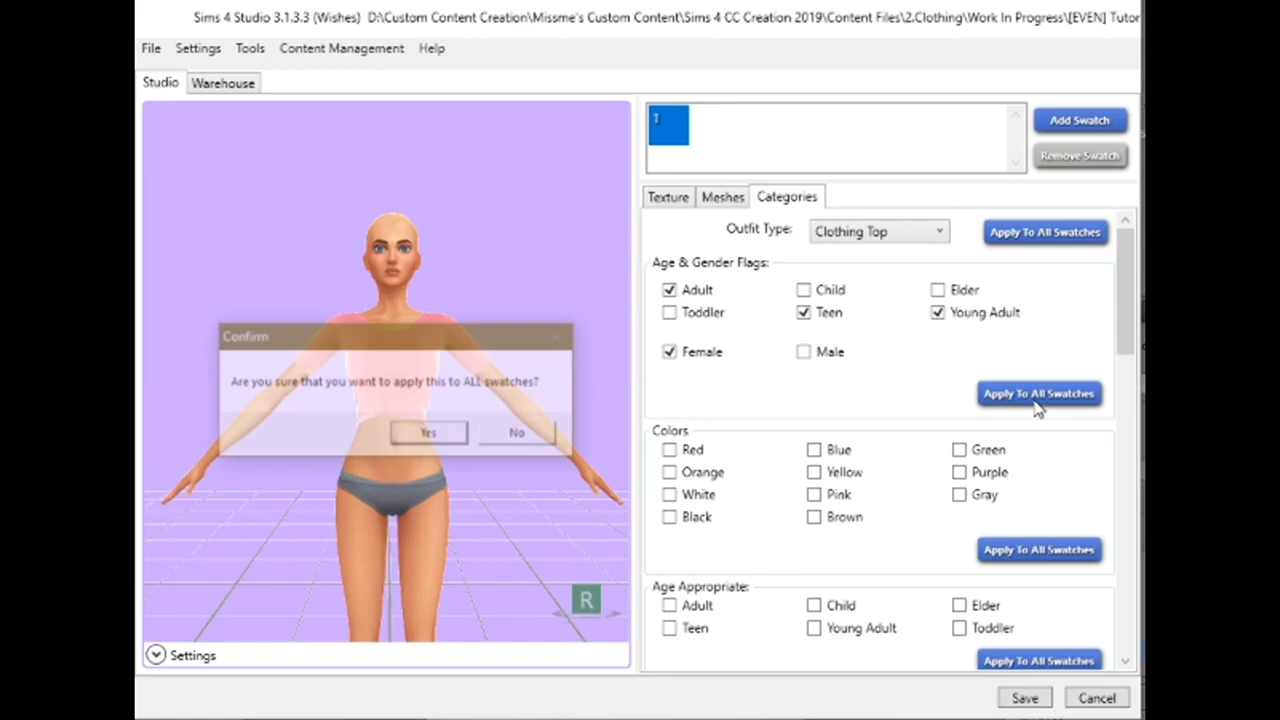 Sims 4 Studio 3.1.3.3 (Wishes) D:\Custom Content Creation\Missme's Custom Content\Sims 4 CC Creation 2019\Content Files\2.Clothing\Work In Progress\[EVEN] Tutor
File Settings Tools Content Management Help
Studio Warehouse
1
Add Swatch
Remove Swatch
Texture Meshes Categories
Outfit Type: Clothing Top Apply To All Swatches
Age & Gender Flags:
Adult Child Elder
Toddler Teen Young Adult
Female Male
Apply To All Swatches
Confirm
Are you sure that you want to apply this to ALL swatches?
Yes No
Colors
Red Blue Green
Orange Yellow Purple
White Pink Gray
Black Brown
Apply To All Swatches
Age Appropriate:
Adult Child Elder
Teen Young Adult Toddler
Apply To All Swatches
R
Settings
Save Cancel